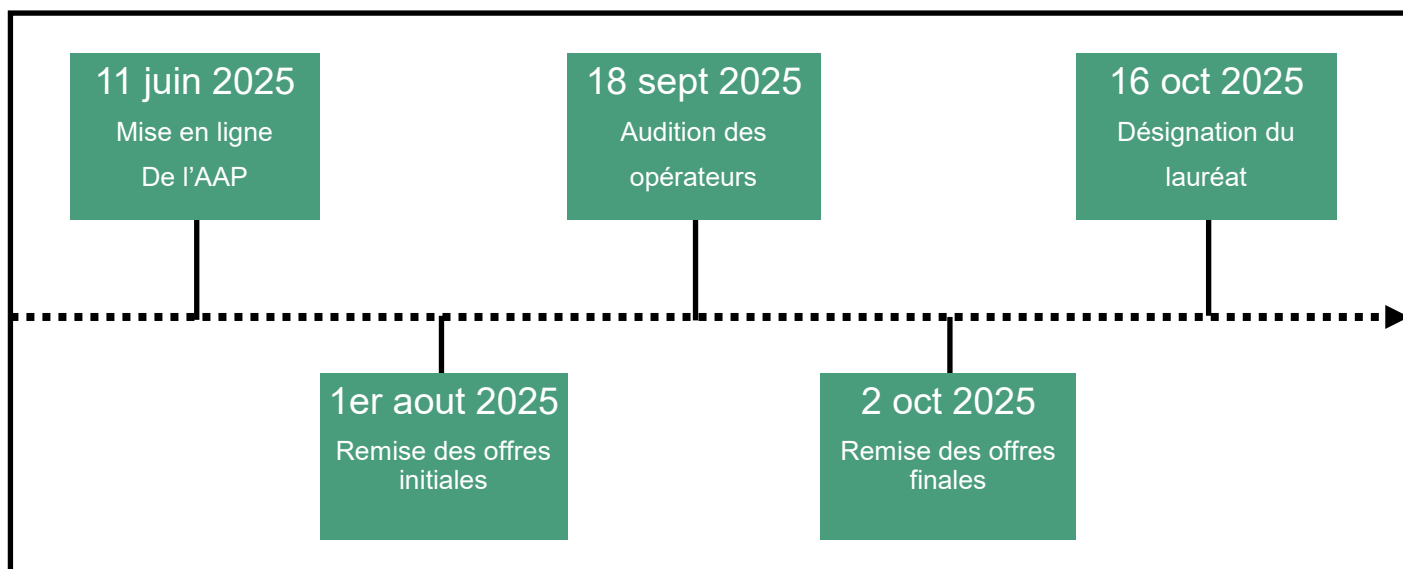 11 juin 2025
Mise en ligne
De l'AAP
18 sept 2025
Audition des
opérateurs
16 oct 2025
Désignation du
lauréat
1er aout 2025
Remise des offres
initiales
2 oct 2025
Remise des offres
finales